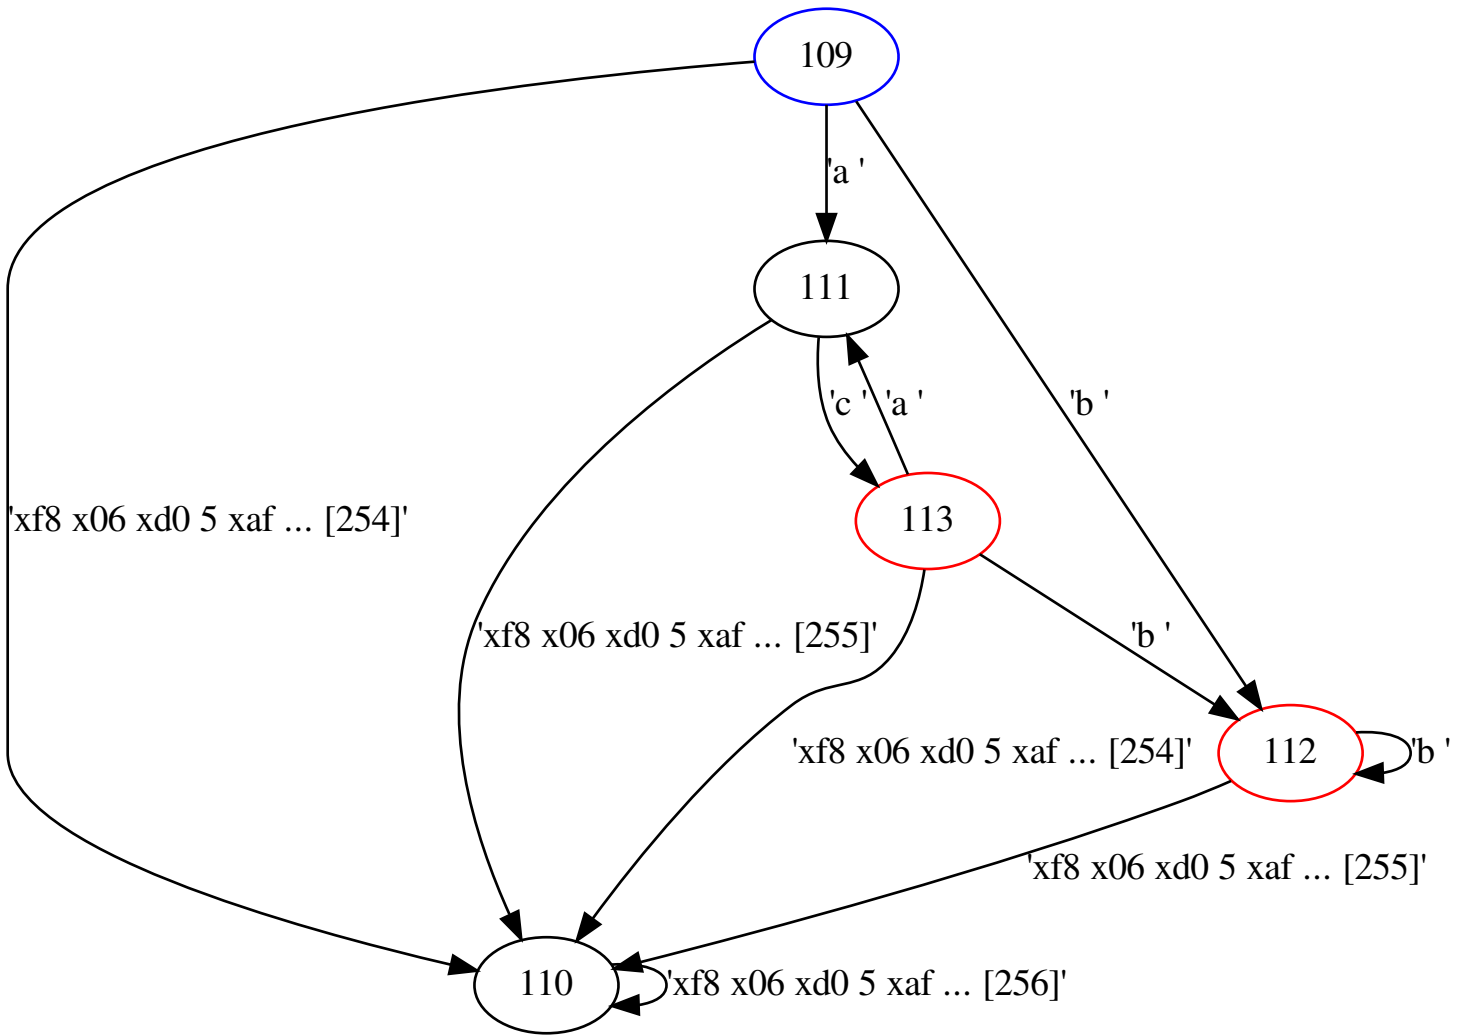 109
'a '
111
'c '
'a '
'b '
'xf8 x06 xd0 5 xaf ... [254]'
113
'xf8 x06 xd0 5 xaf ... [255]'
'b '
'xf8 x06 xd0 5 xaf ... [254]'
112
'b '
'xf8 x06 xd0 5 xaf ... [255]'
110
'xf8 x06 xd0 5 xaf ... [256]'